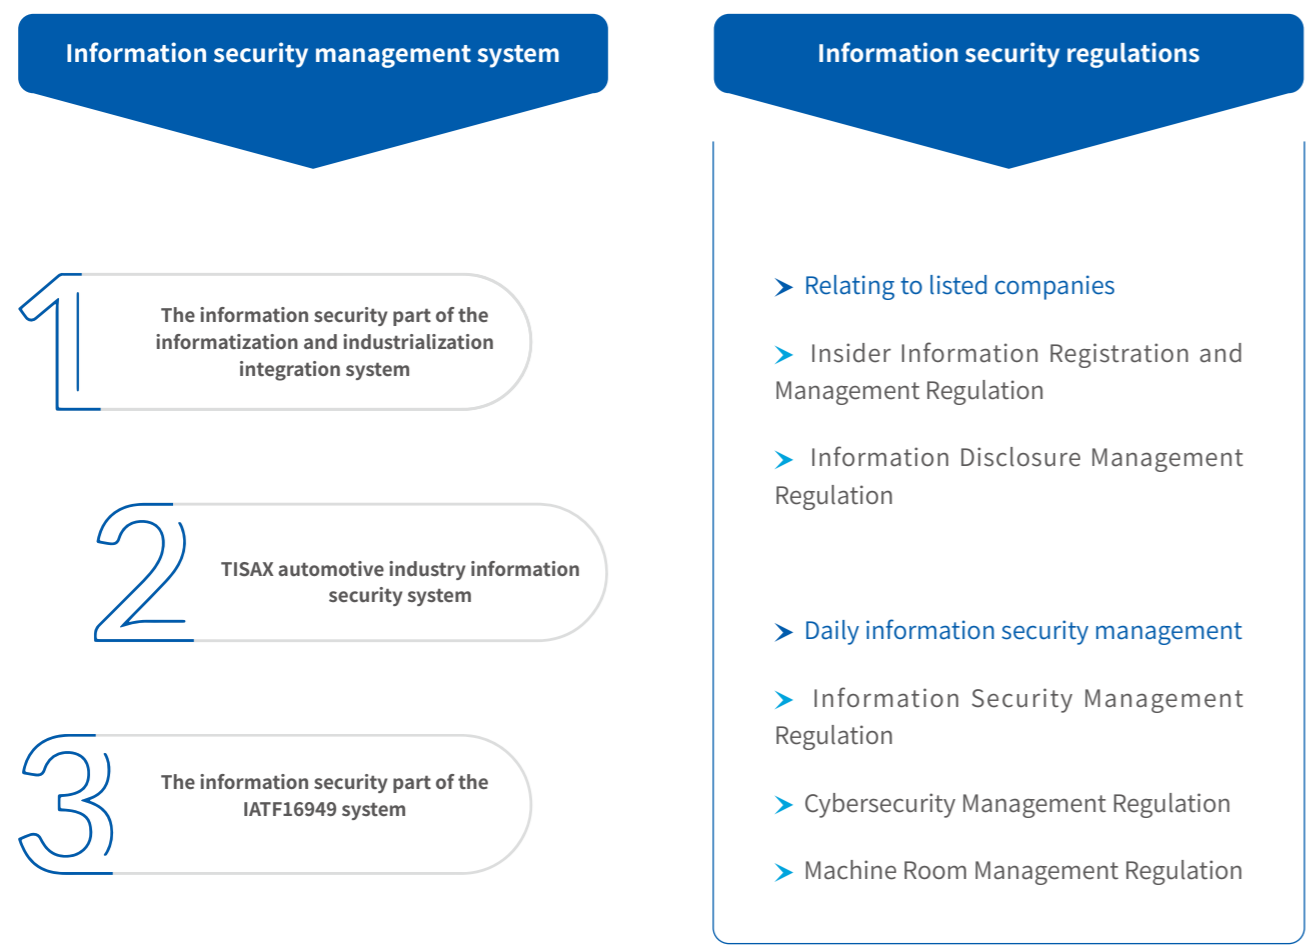 Information security management system
1
The information security part of the
informatization and industrialization
integration system
2
TISAX automotive industry information
security system
3
The information security part of the
IATF16949 system
Information security regulations
Relating to listed companies
Insider Information Registration and
Management Regulation
Information Disclosure Management
Regulation
Daily information security management
Information Security Management
Regulation
Cybersecurity Management Regulation
Machine Room Management Regulation